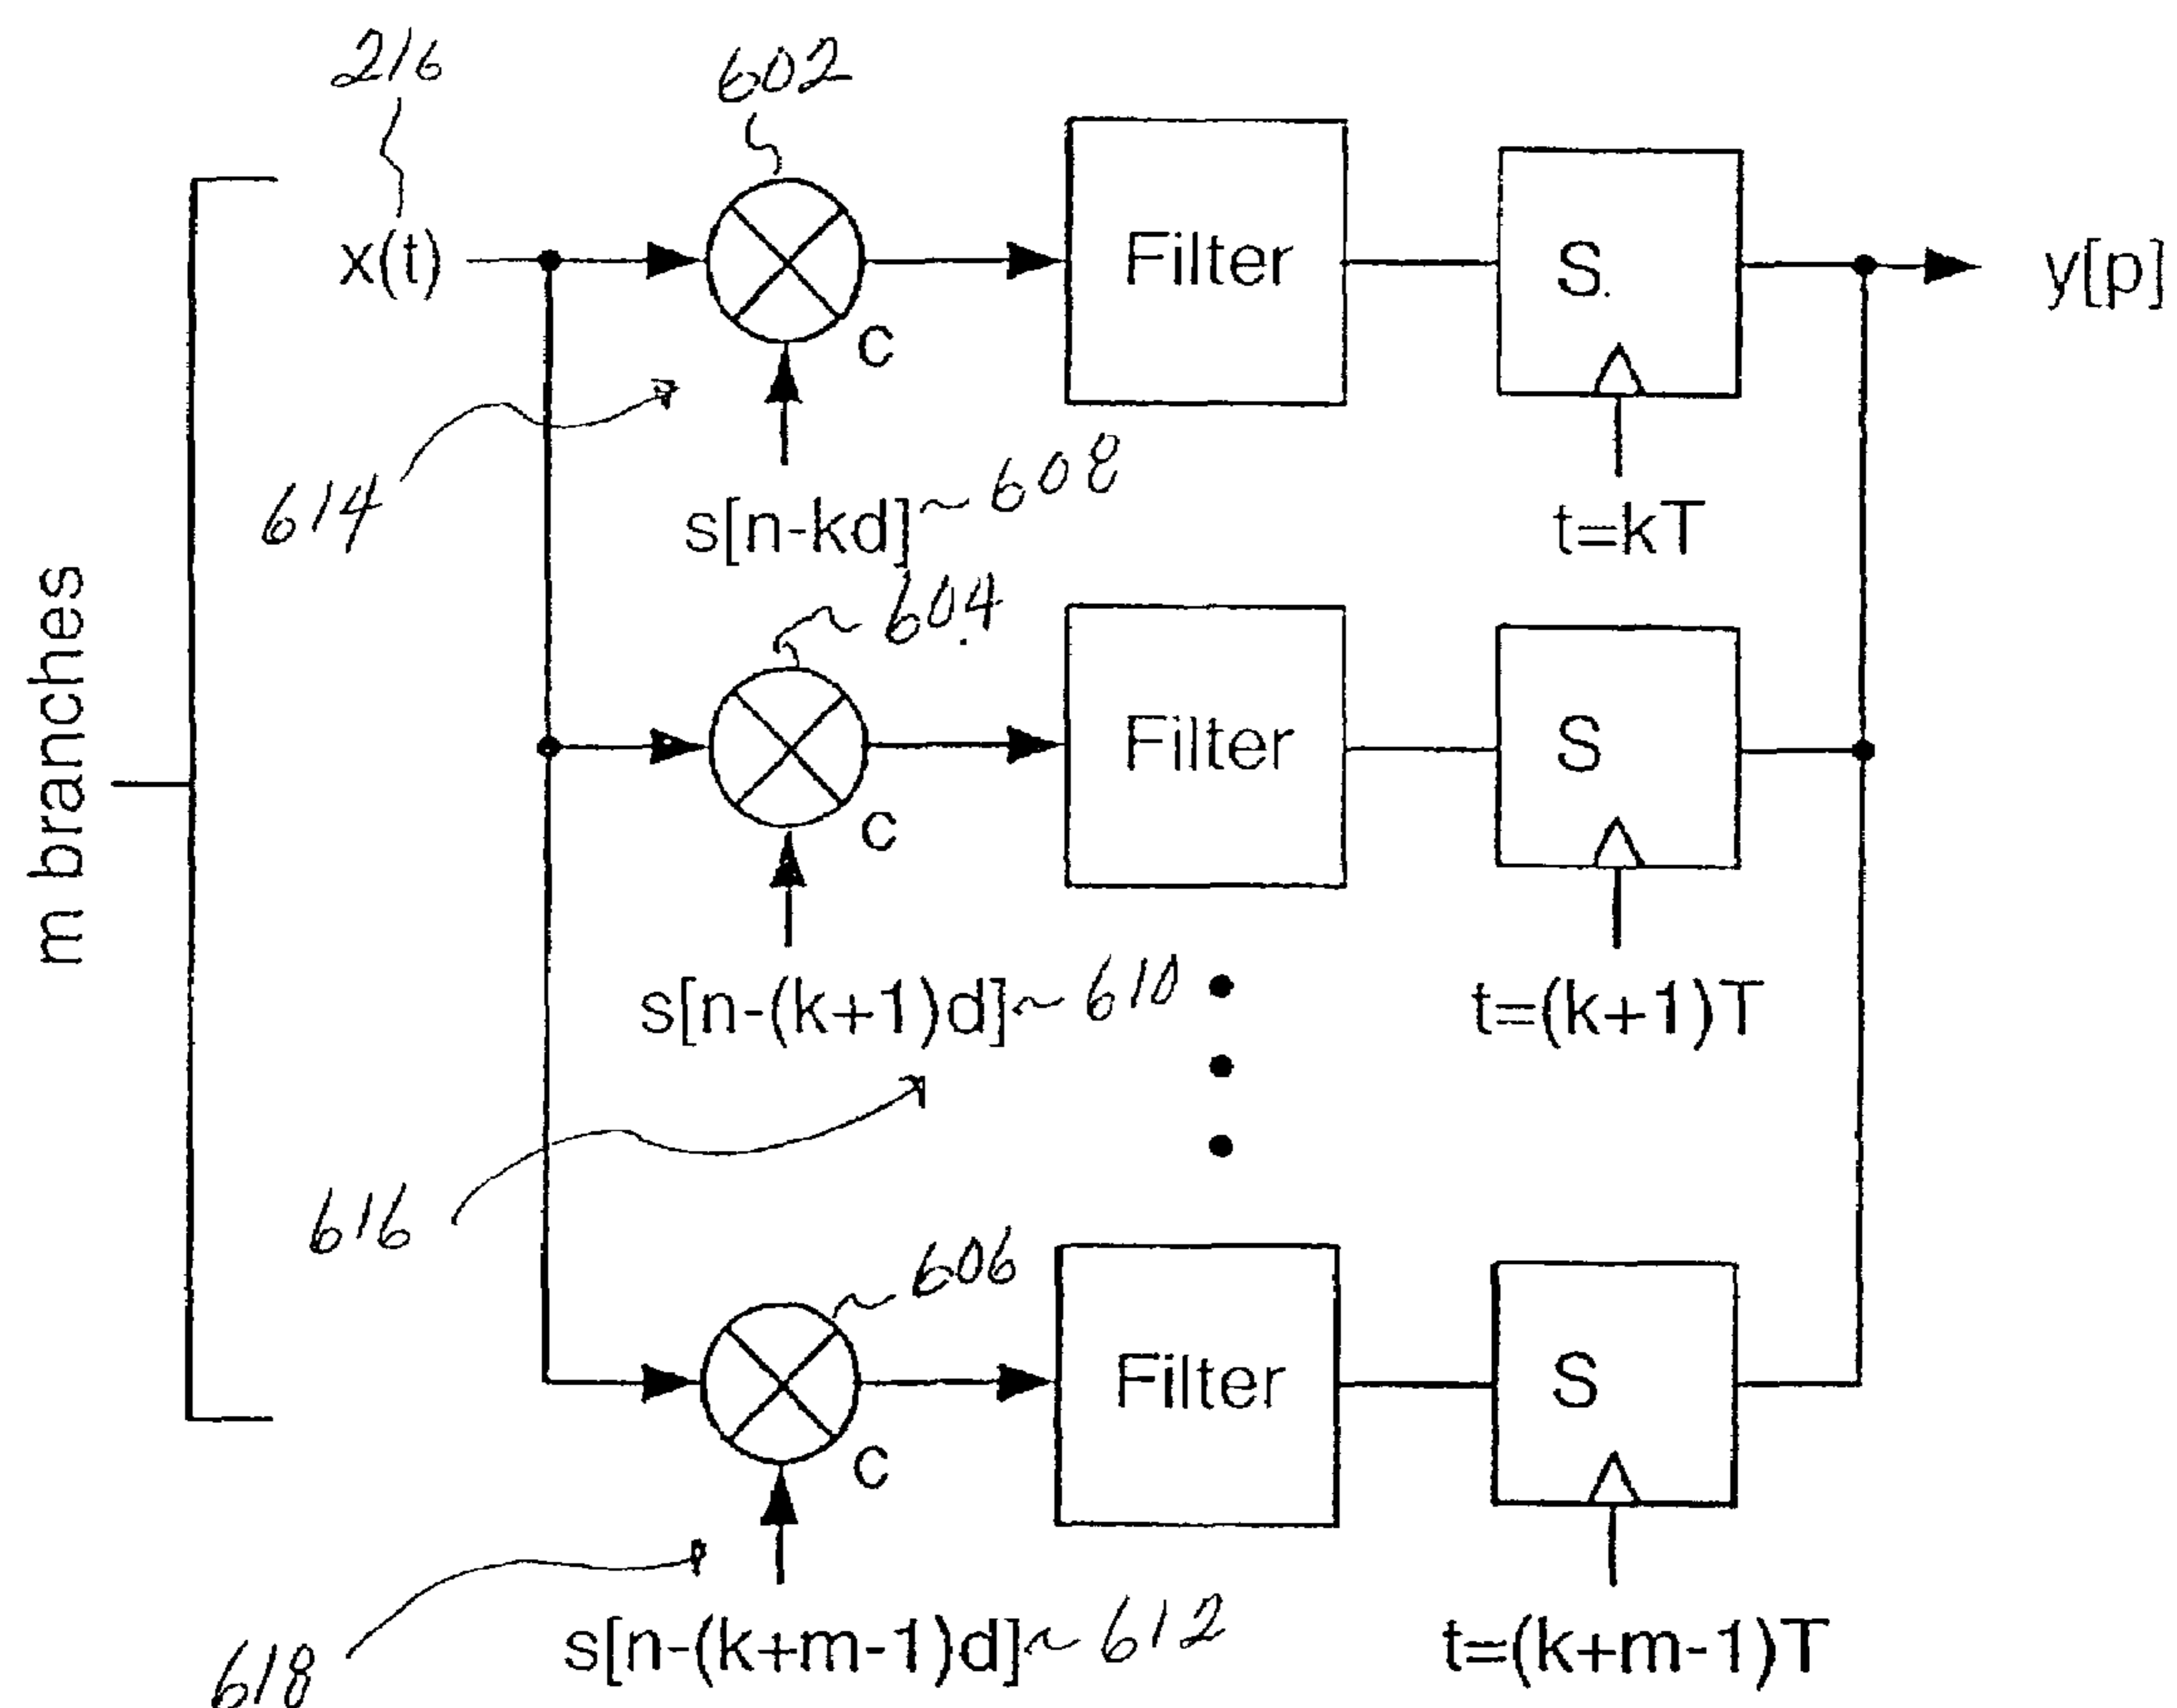 216
602
x(t)
c
Filter
S.
y[p]
614
s[n-kd]~608
t=kT
m branches
604
c
Filter
S
s[n-(k+1)d]~610
t=(k+1)T
616
606
c
Filter
S
618
s[n-(k+m-1)d]~612
t=(k+m-1)T